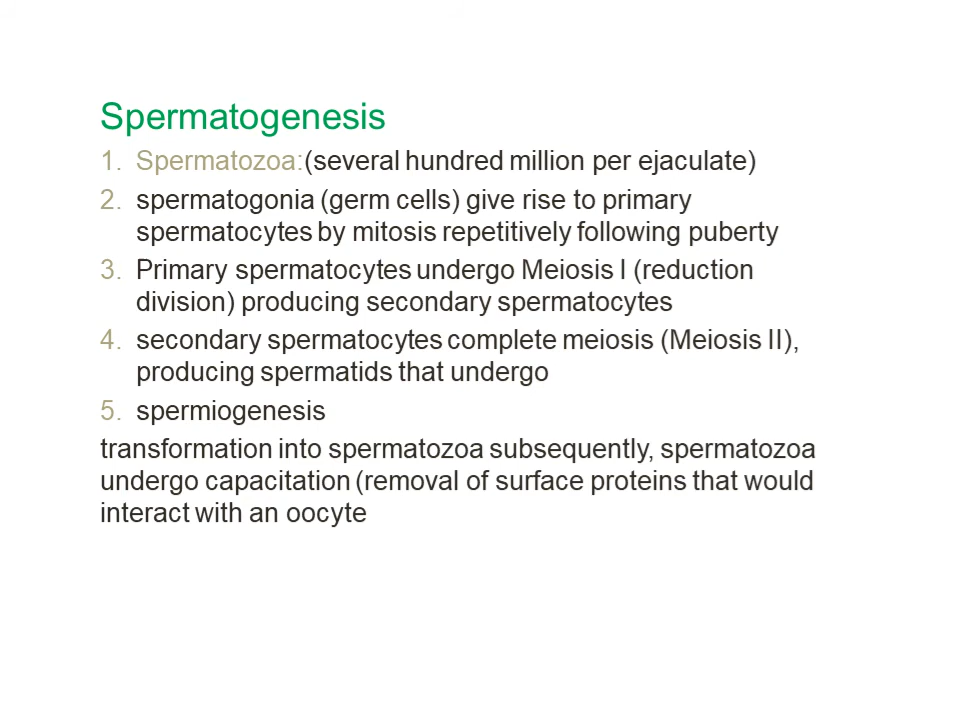 Spermatogenesis
1. Spermatozoa:(several hundred million per ejaculate)
2. spermatogonia (germ cells) give rise to primary
spermatocytes by mitosis repetitively following puberty
3. Primary spermatocytes undergo Meiosis I (reduction
division) producing secondary spermatocytes
4. secondary spermatocytes complete meiosis (Meiosis II),
producing spermatids that undergo
5. spermiogenesis
transformation into spermatozoa subsequently, spermatozoa
undergo capacitation (removal of surface proteins that would
interact with an oocyte